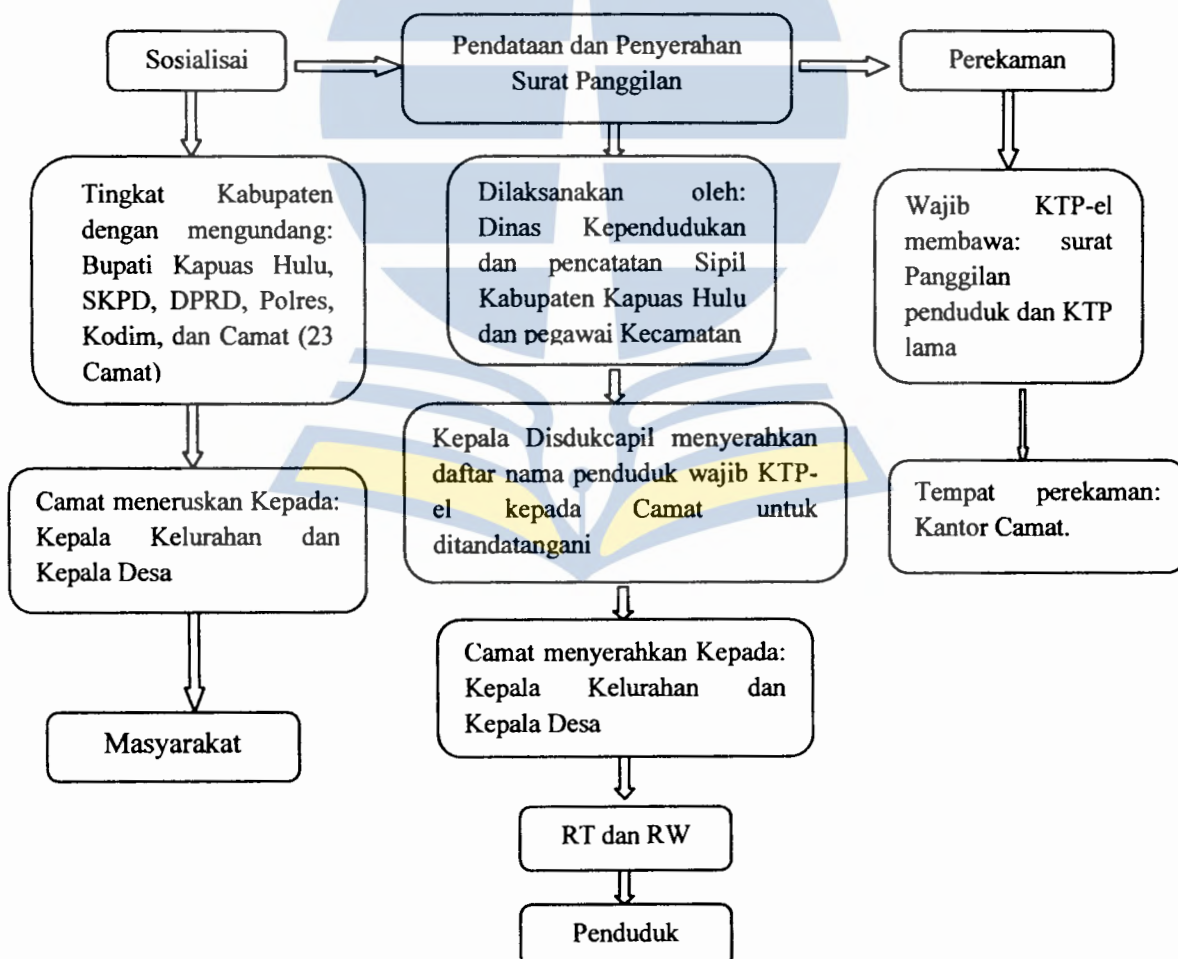 Sosialisai
Pendataan dan Penyerahan
Surat Panggilan
Perekaman
Tingkat Kabupaten
dengan mengundang:
Bupati Kapuas Hulu,
SKPD, DPRD, Polres,
Kodim, dan Camat (23
Camat)
Camat meneruskan Kepada:
Kepala Kelurahan dan
Kepala Desa
Masyarakat
Dilaksanakan oleh:
Dinas Kependudukan
dan pencatatan Sipil
Kabupaten Kapuas Hulu
dan pegawai Kecamatan
Kepala Disdukcapil menyerahkan
daftar nama penduduk wajib KTP-
el kepada Camat untuk
ditandatangani
Camat menyerahkan Kepada:
Kepala Kelurahan dan
Kepala Desa
RT dan RW
Penduduk
Wajib KTP-el
membawa: surat
Panggilan
penduduk dan KTP
lama
Tempat perekaman:
Kantor Camat.